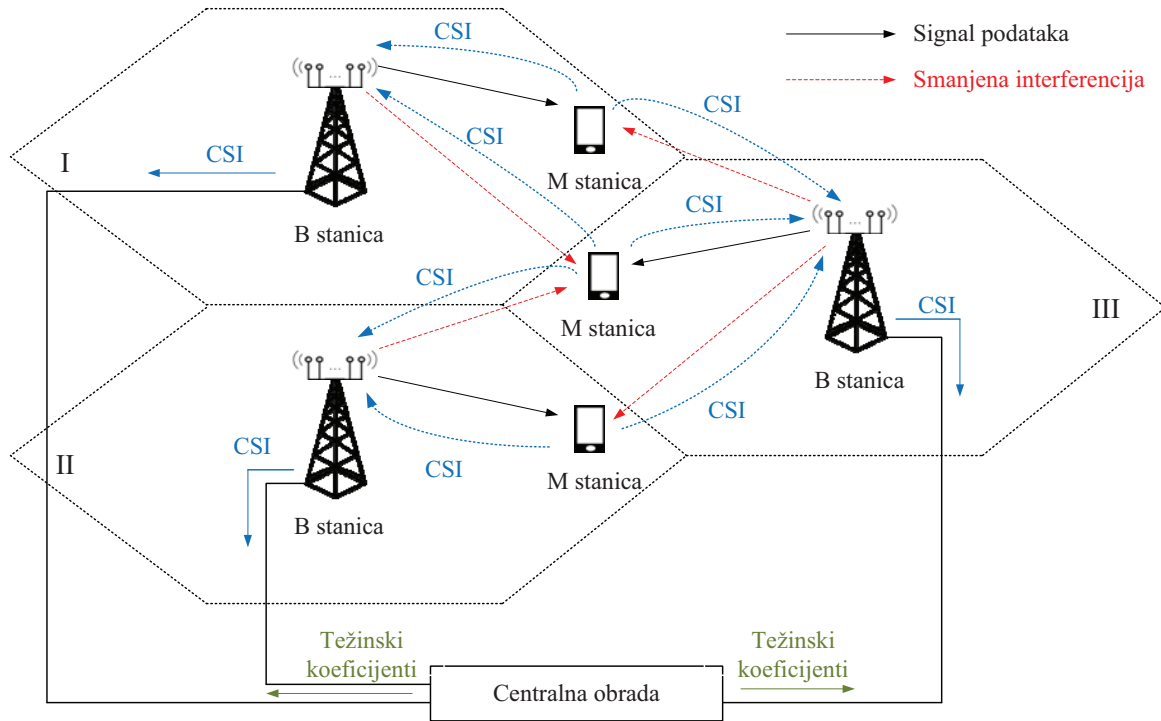 CSI
Signal podataka
Smanjena interferencija
CSI
CSI
CSI
I
CSI
M stanica
CSI
B stanica
CSI
M stanica
CSI
III
B stanica
CSI
CSI
II
CSI
M stanica
B stanica
Težinski
koeficijenti
Težinski
koeficijenti
Centralna obrada